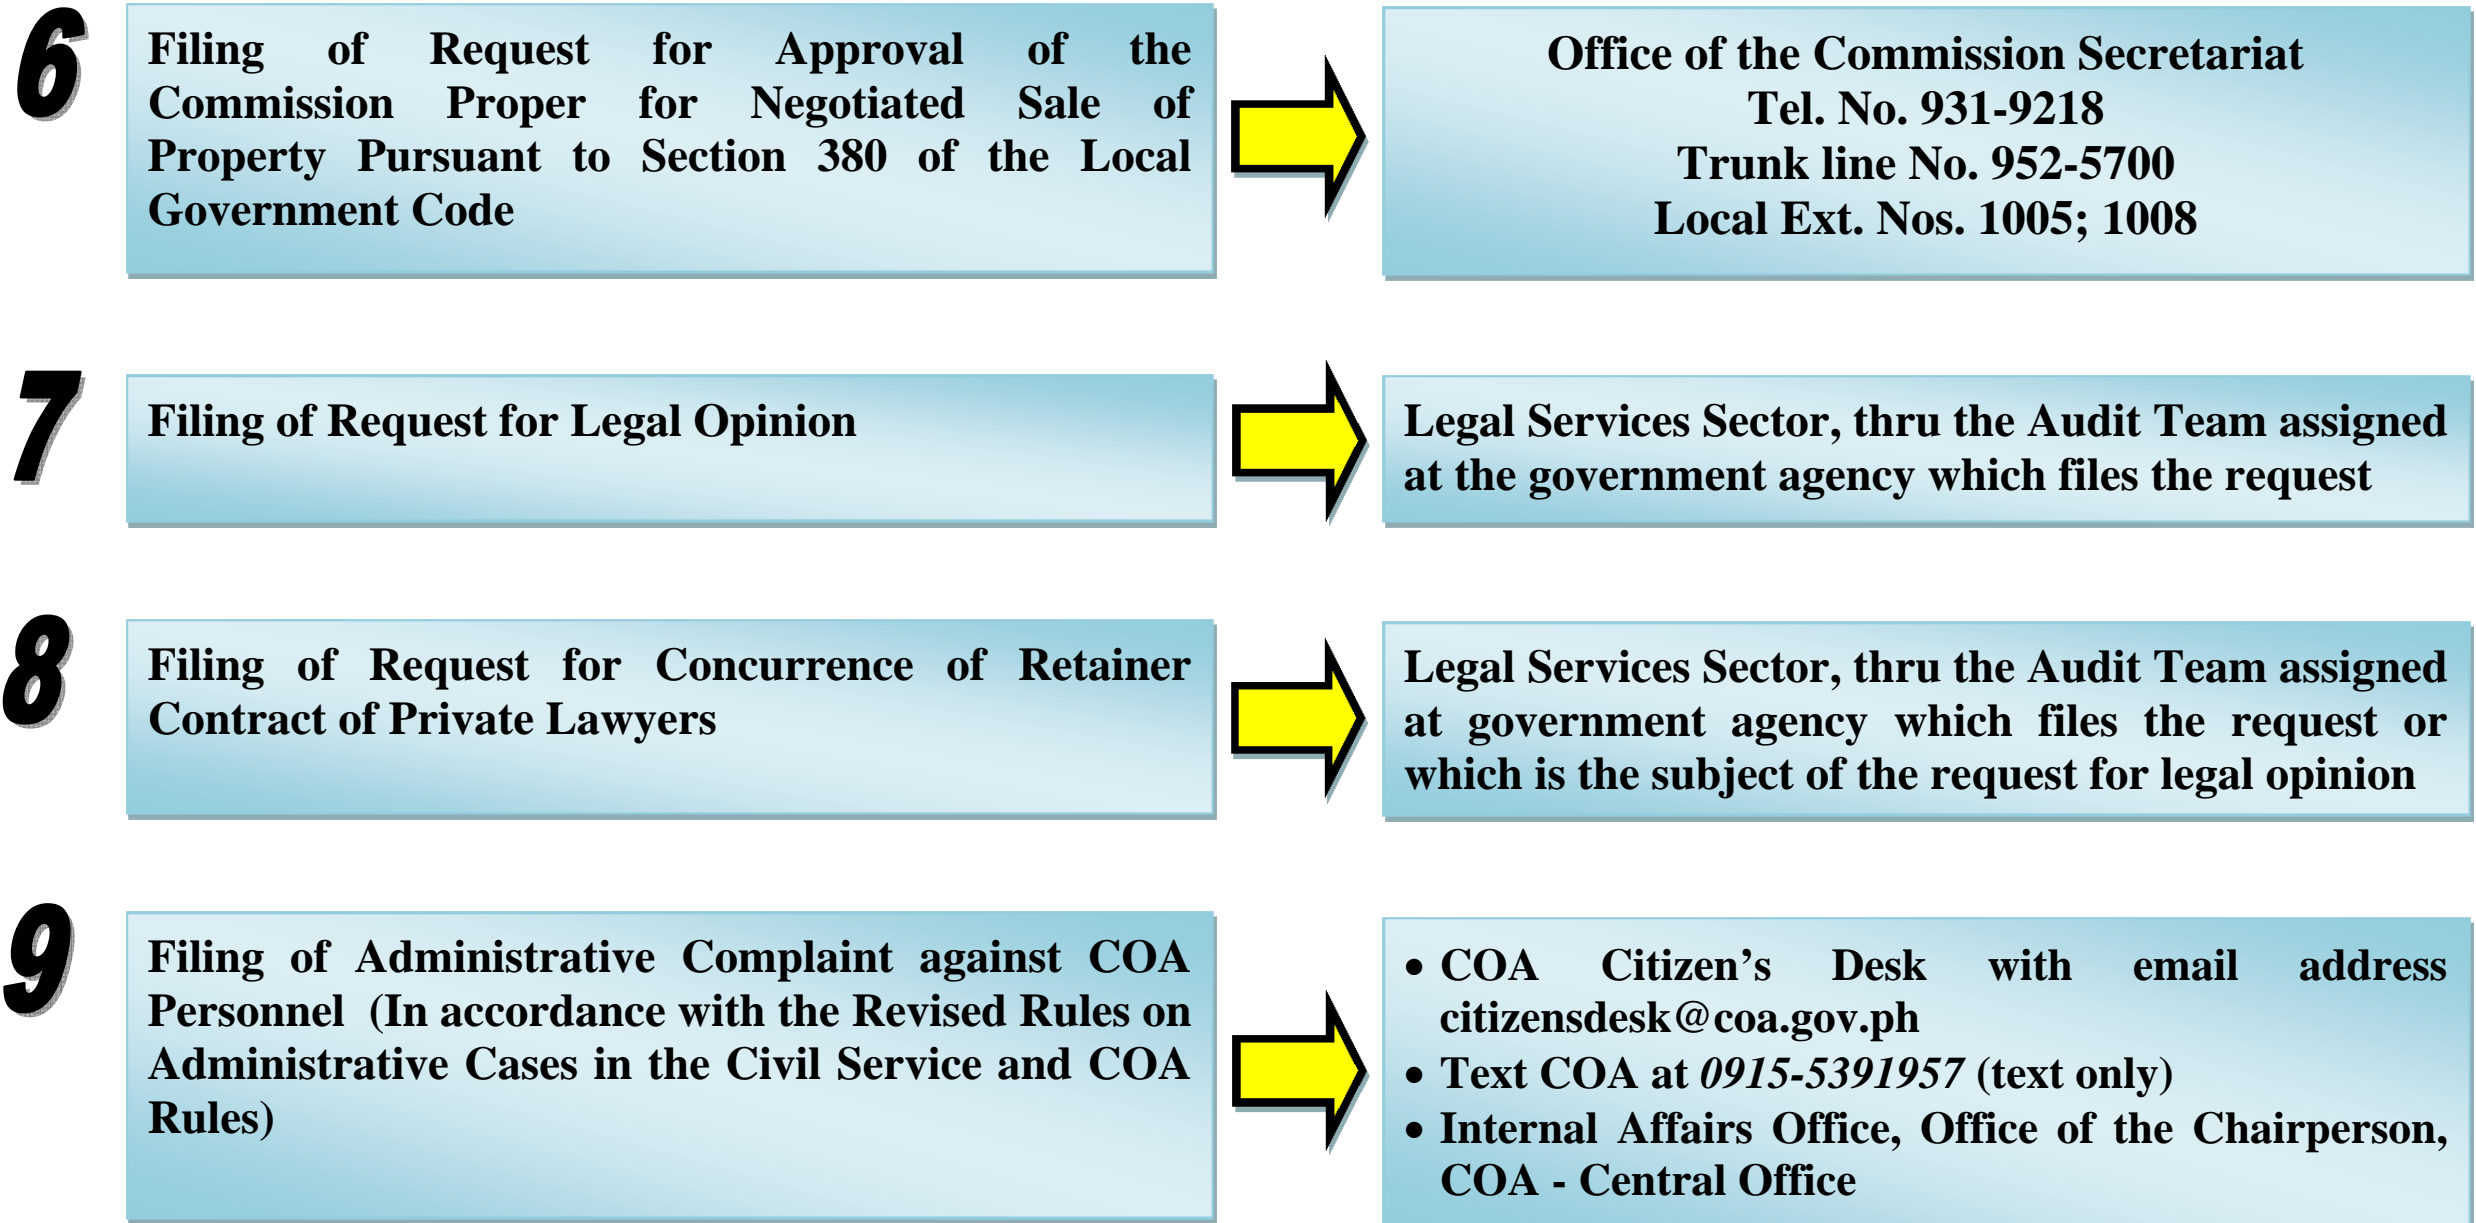 6
Filing of Request for Approval of the
Commission Proper for Negotiated Sale of
Property Pursuant to Section 380 of the Local
Government Code
Office of the Commission Secretariat
Tel. No. 931-9218
Trunk line No. 952-5700
Local Ext. Nos. 1005; 1008
7
Filing of Request for Legal Opinion
Legal Services Sector, thru the Audit Team assigned
at the government agency which files the request
8
Filing of Request for Concurrence of Retainer
Contract of Private Lawyers
Legal Services Sector, thru the Audit Team assigned
at government agency which files the request or
which is the subject of the request for legal opinion
9
Filing of Administrative Complaint against COA
Personnel (In accordance with the Revised Rules on
Administrative Cases in the Civil Service and COA
Rules)
• COA Citizen’s Desk with email address
citizensdesk@coa.gov.ph
• Text COA at 0915-5391957 (text only)
• Internal Affairs Office, Office of the Chairperson,
COA - Central Office